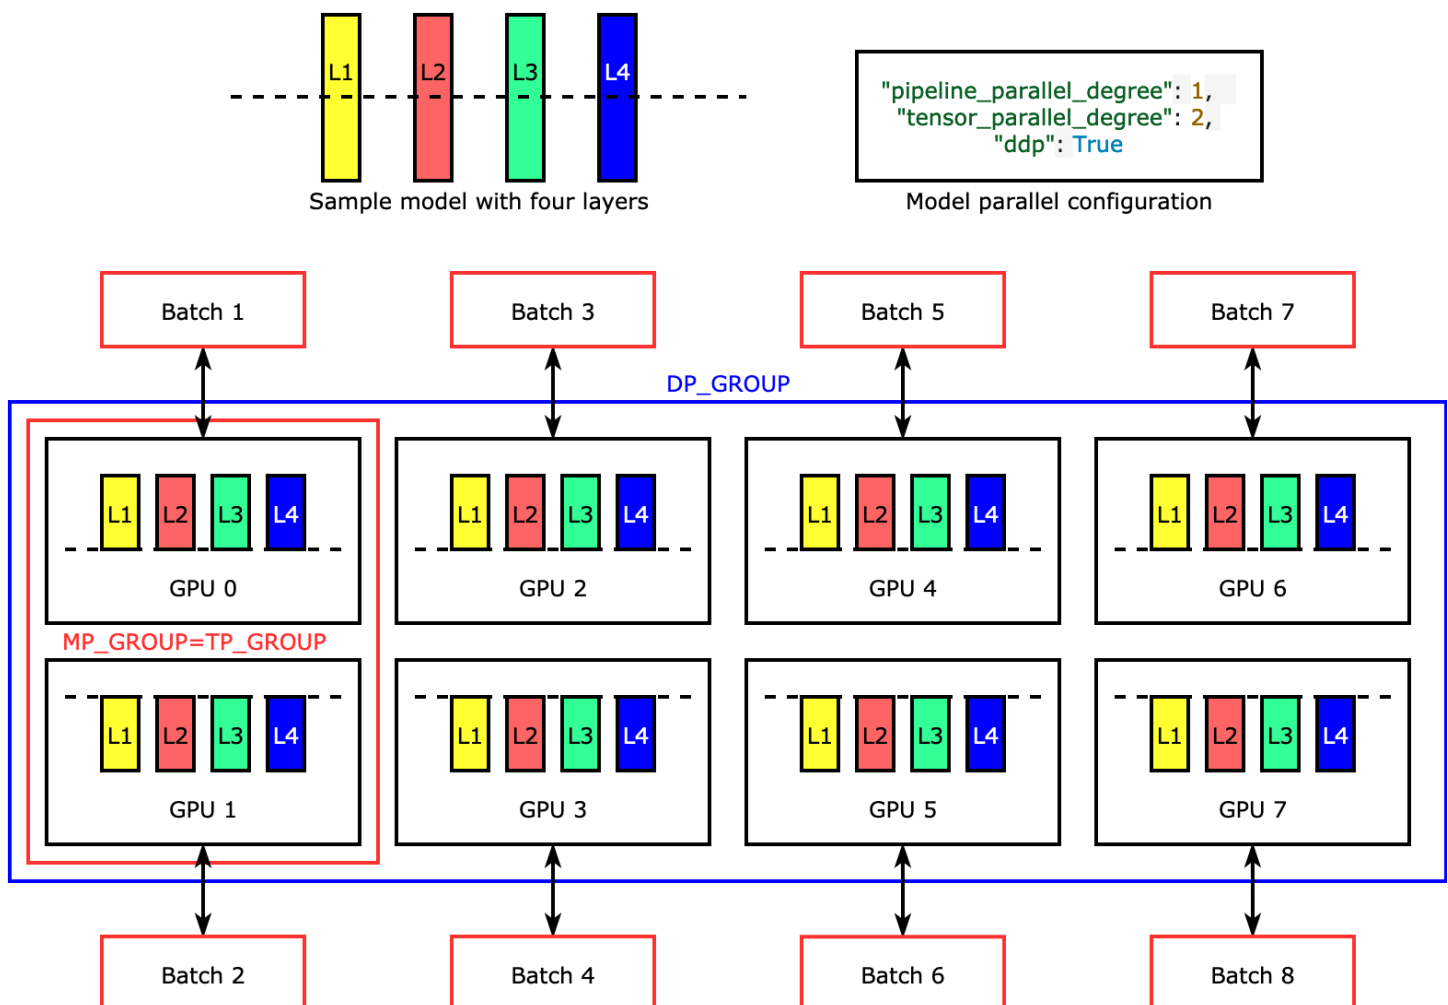 L1 L2 L3 L4
Sample model with four layers
"pipeline_parallel_degree": 1,
"tensor_parallel_degree": 2,
"ddp": True
Model parallel configuration
Batch 1 Batch 3 Batch 5 Batch 7
DP_GROUP
L1 L2 L3 L4 L1 L2 L3 L4 L1 L2 L3 L4 L1 L2 L3 L4
GPU 0 GPU 2 GPU 4 GPU 6
MP_GROUP=TP_GROUP
L1 L2 L3 L4 L1 L2 L3 L4 L1 L2 L3 L4 L1 L2 L3 L4
GPU 1 GPU 3 GPU 5 GPU 7
Batch 2 Batch 4 Batch 6 Batch 8